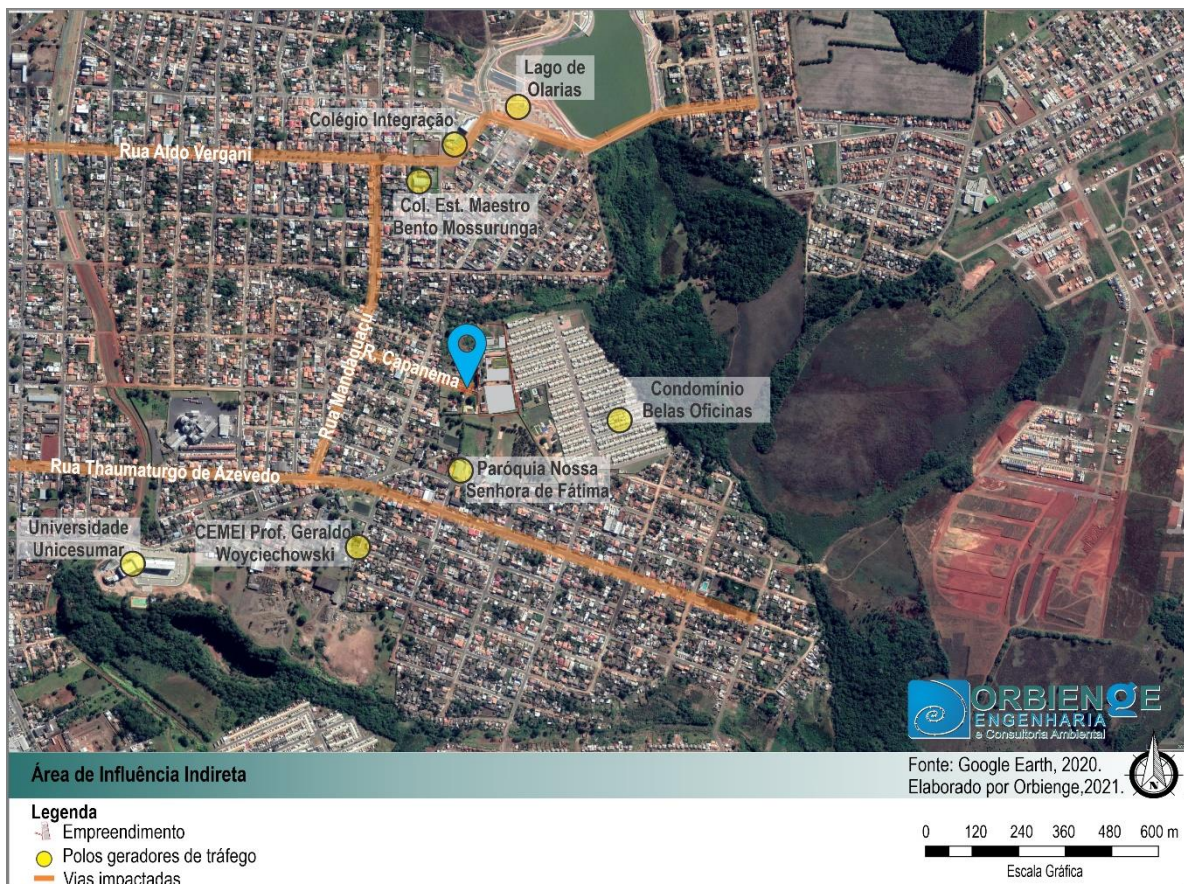 Lago de
Olarias
Colégio Integração
Rua Aldo Vergani
Col. Est. Maestro
Bento Mossurunga
Rua Mandaguaçú
R. Capanema
Condomínio
Belas Oficinas
Rua Thaumaturgo de Azevedo
Paróquia Nossa
Senhora de Fátima
Universidade
Unicesumar
CEMEI Prof. Geraldo
Woyciechowski
ORBIENGE
ENGENHARIA
e Consultoria Ambiental
Área de Influência Indireta
Fonte: Google Earth, 2020.
Elaborado por Orbienge,2021.
N
Legenda
Empreendimento
Polos geradores de tráfego
Vias impactadas
0 120 240 360 480 600 m
Escala Gráfica